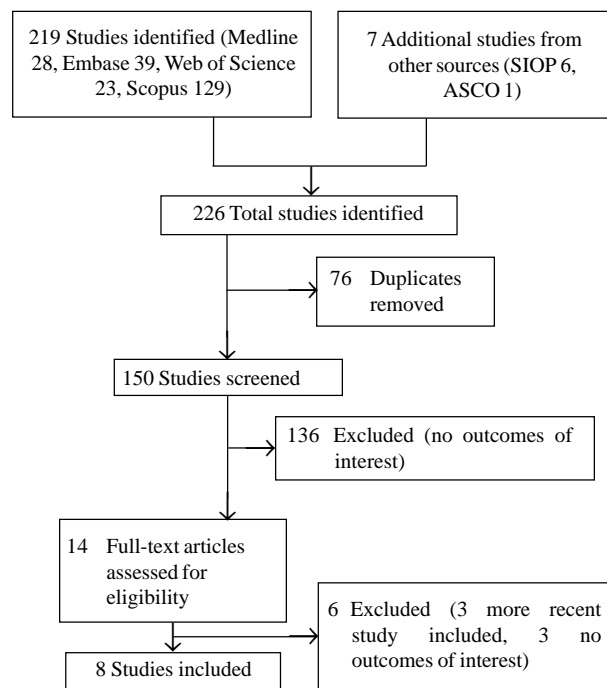 219 Studies identified (Medline
28, Embase 39, Web of Science
23, Scopus 129)
7 Additional studies from
other sources (SIOP 6,
ASCO 1)
226 Total studies identified
76 Duplicates
removed
150 Studies screened
136 Excluded (no outcomes of
interest)
14 Full-text articles
assessed for
eligibility
6 Excluded (3 more recent
study included, 3 no
outcomes of interest)
8 Studies included